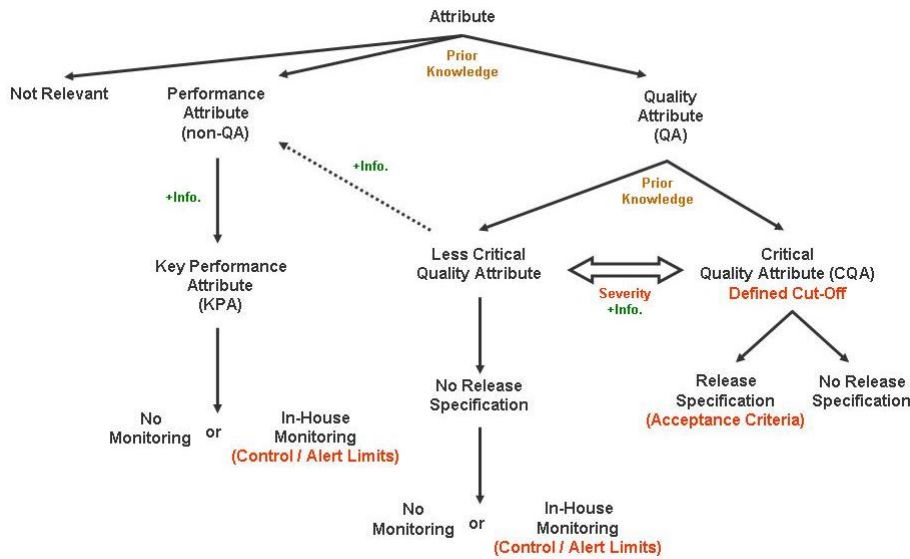 Attribute
Prior
Knowledge
Not Relevant
Performance
Attribute
(non-QA)
Quality
Attribute
(QA)
+Info.
+Info.
Prior
Knowledge
Key Performance
Attribute
(KPA)
Less Critical
Quality Attribute
Severity
+Info.
Critical
Quality Attribute (CQA)
Defined Cut-Off
No Release
Specification
Release
Specification
(Acceptance Criteria)
No Release
Specification
No
Monitoring
or
In-House
Monitoring
(Control / Alert Limits)
No
Monitoring
or
In-House
Monitoring
(Control / Alert Limits)